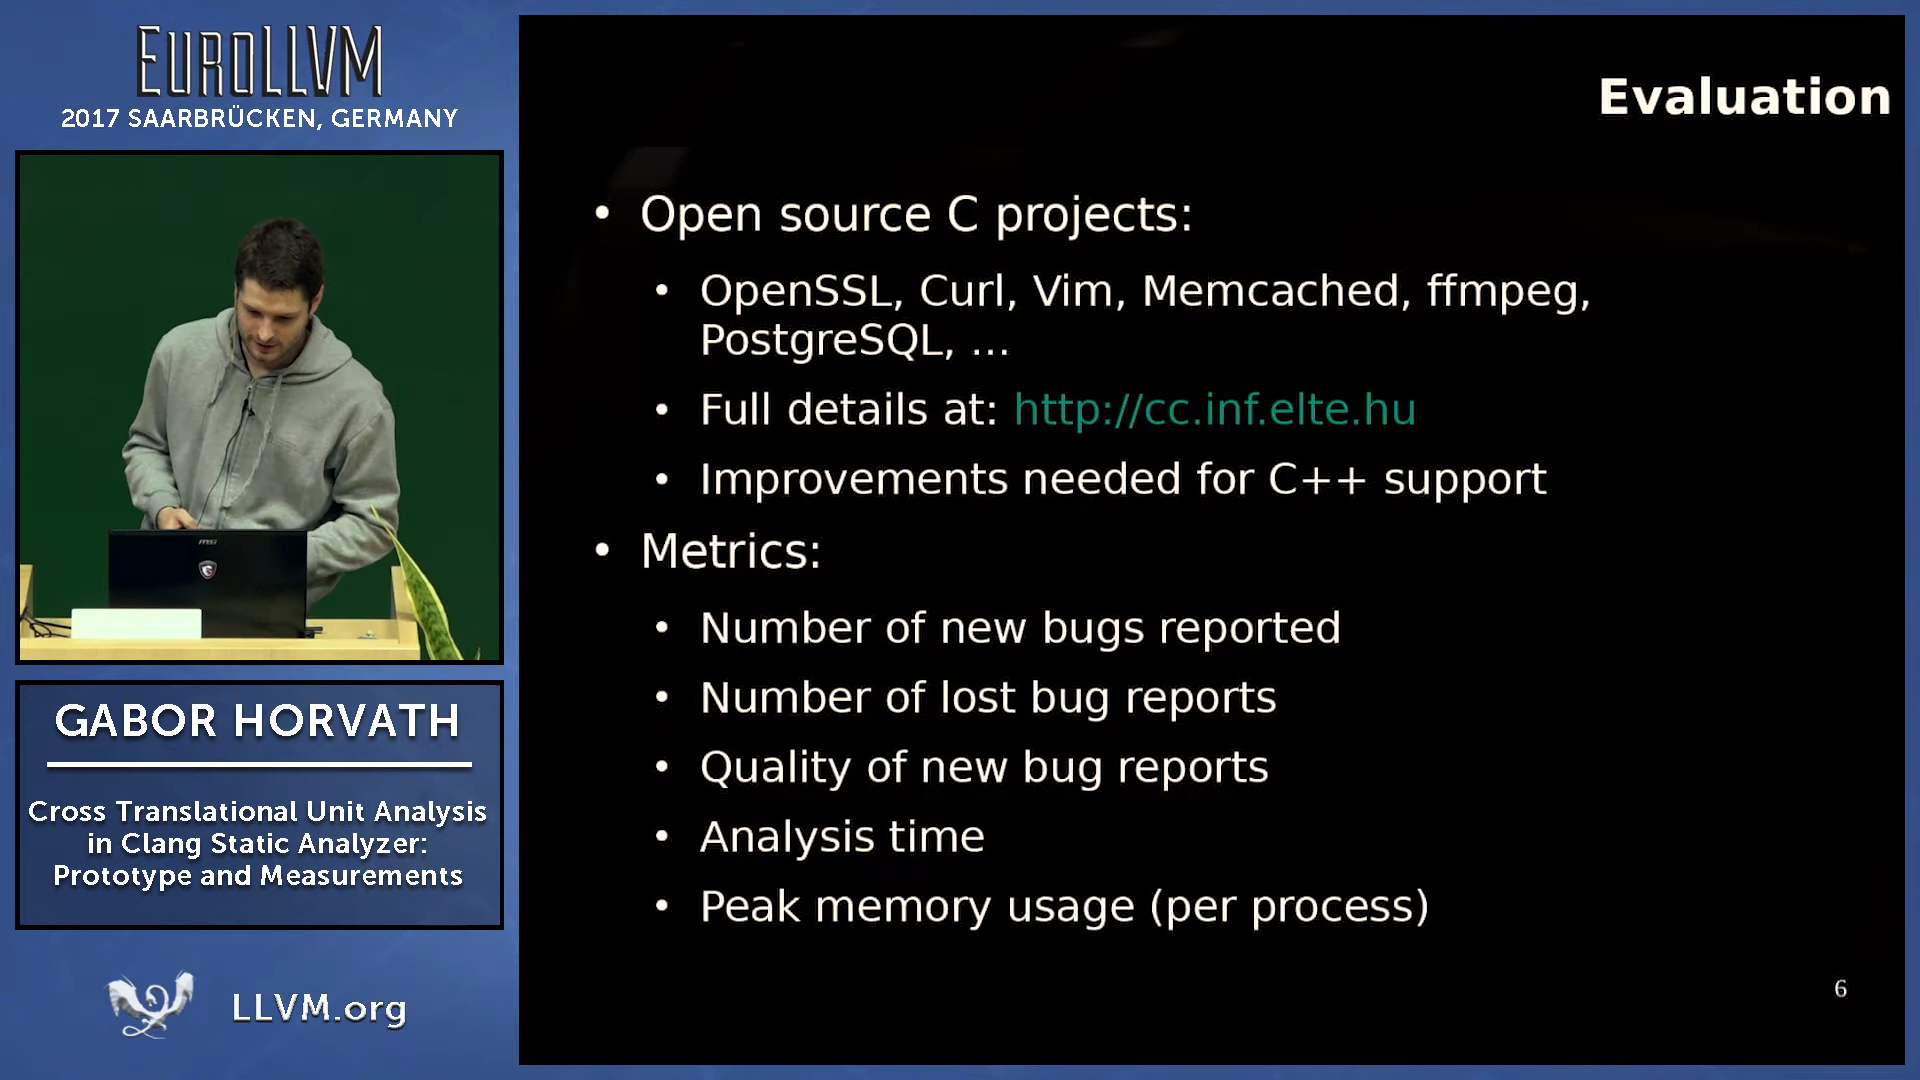 EUROLLVM
2017 SAARBRÜCKEN, GERMANY
msi
GABOR HORVATH
Cross Translational Unit Analysis
in Clang Static Analyzer:
Prototype and Measurements
LLVM.org
Evaluation
• Open source C projects:
• OpenSSL, Curl, Vim, Memcached, ffmpeg,
PostgreSQL, ...
• Full details at: http://cc.inf.elte.hu
• Improvements needed for C++ support
• Metrics:
• Number of new bugs reported
• Number of lost bug reports
• Quality of new bug reports
• Analysis time
• Peak memory usage (per process)
6